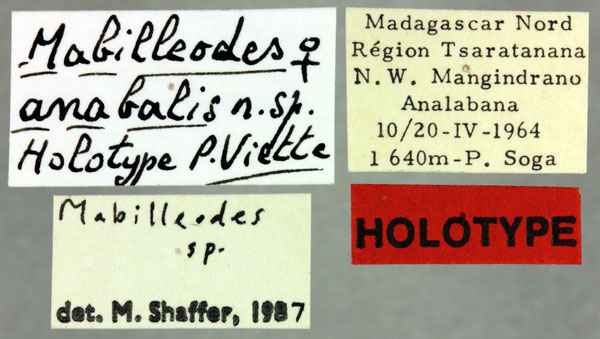 Mabilleodes ♀
anabalis n.sp.
Holotype P. Viette
Madagascar Nord
Région Tsaratanana
N.W. Mangindrano
Analabana
10/20-IV-1964
1 640m-P. Soga
Mabilleodes
sp.
det. M. Shaffer, 1987
HOLOTYPE